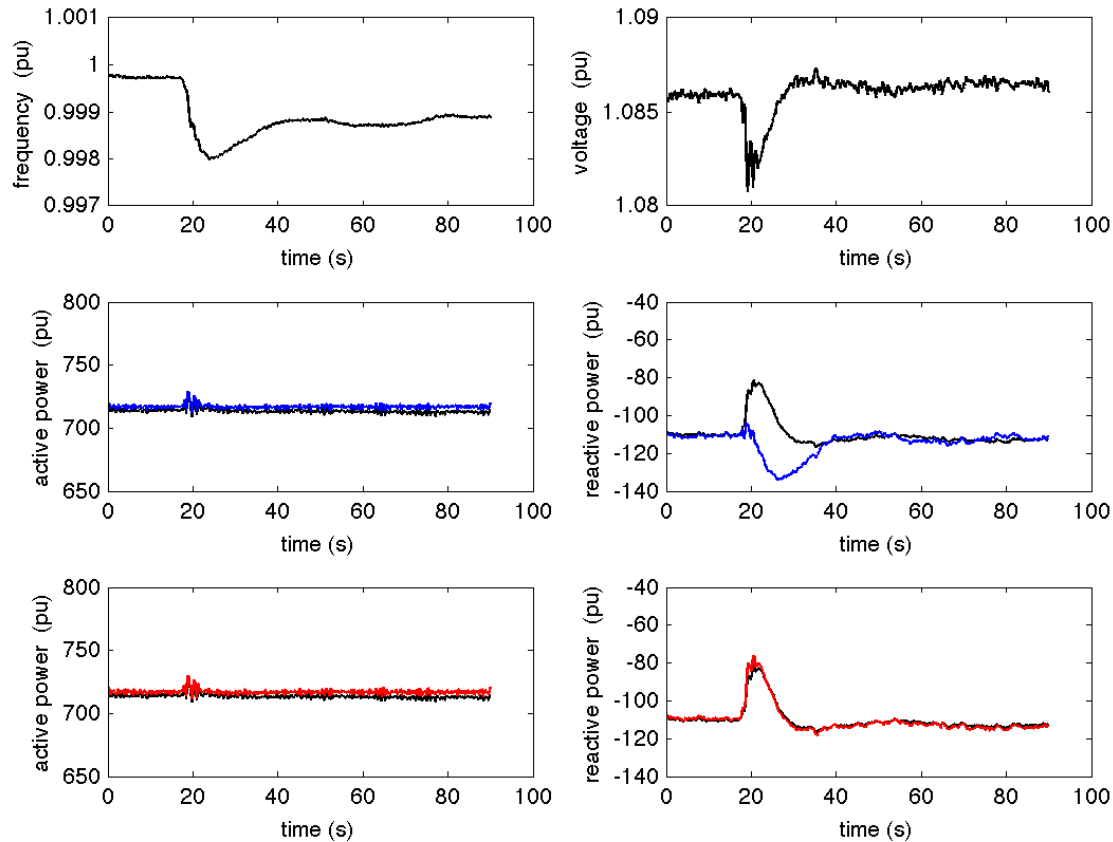 1.001
1
0.999
0.998
0.997
frequency (pu)
0 20 40 60 80 100
time (s)
1.09
1.085
1.08
voltage (pu)
0 20 40 60 80 100
time (s)
800
750
700
650
active power (pu)
0 20 40 60 80 100
time (s)
-40
-60
-80
-100
-120
-140
reactive power (pu)
0 20 40 60 80 100
time (s)
800
750
700
650
active power (pu)
0 20 40 60 80 100
time (s)
-40
-60
-80
-100
-120
-140
reactive power (pu)
0 20 40 60 80 100
time (s)